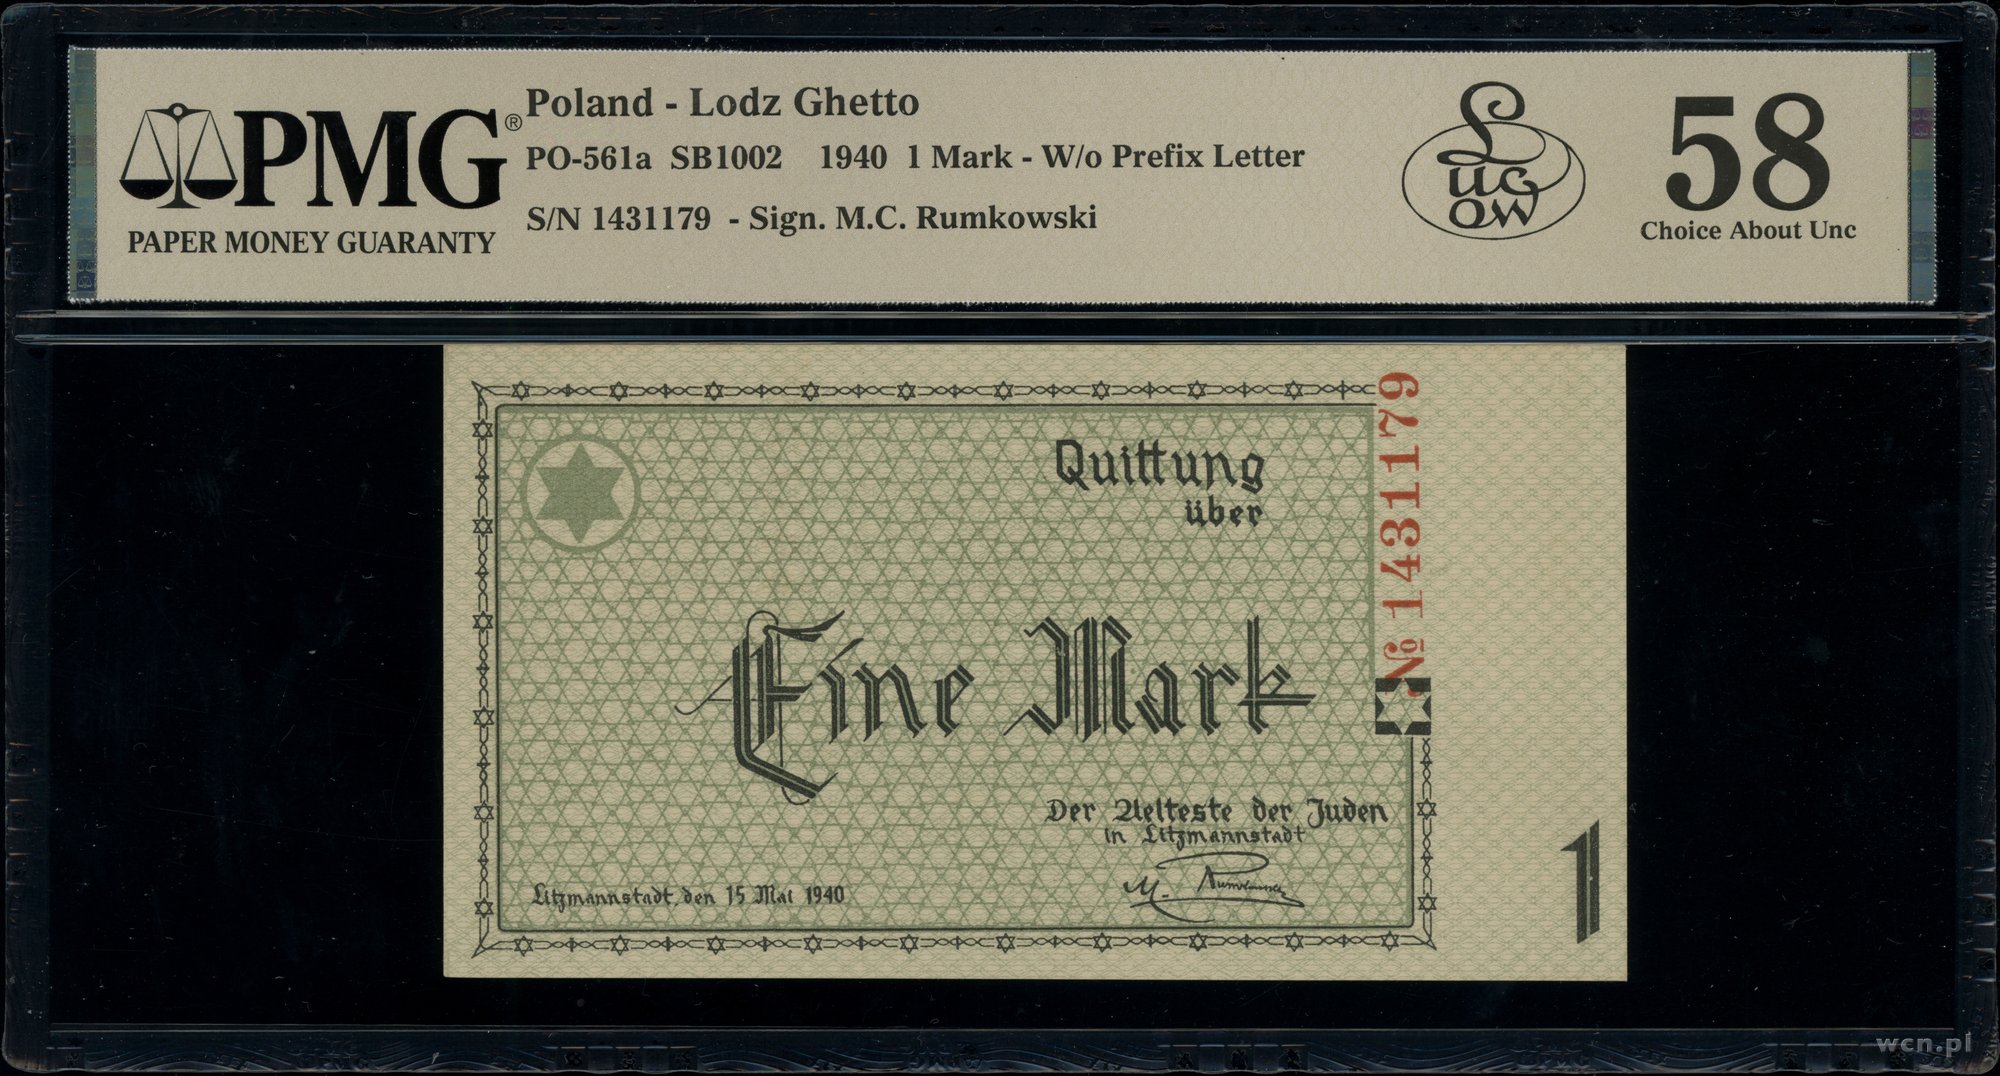 PMG®
PAPER MONEY GUARANTY
Poland - Lodz Ghetto
PO-561a SB1002 1940 1 Mark - W/o Prefix Letter
S/N 1431179 - Sign. M.C. Rumkowski
Lucow
58
Choice About Unc
Quittung
über
Eine Mark
№ 1431179
Der Aelteste der Juden
in Litzmannstadt
M. Rumkowski
Litzmannstadt, den 15 Mai 1940
1
wcn.pl